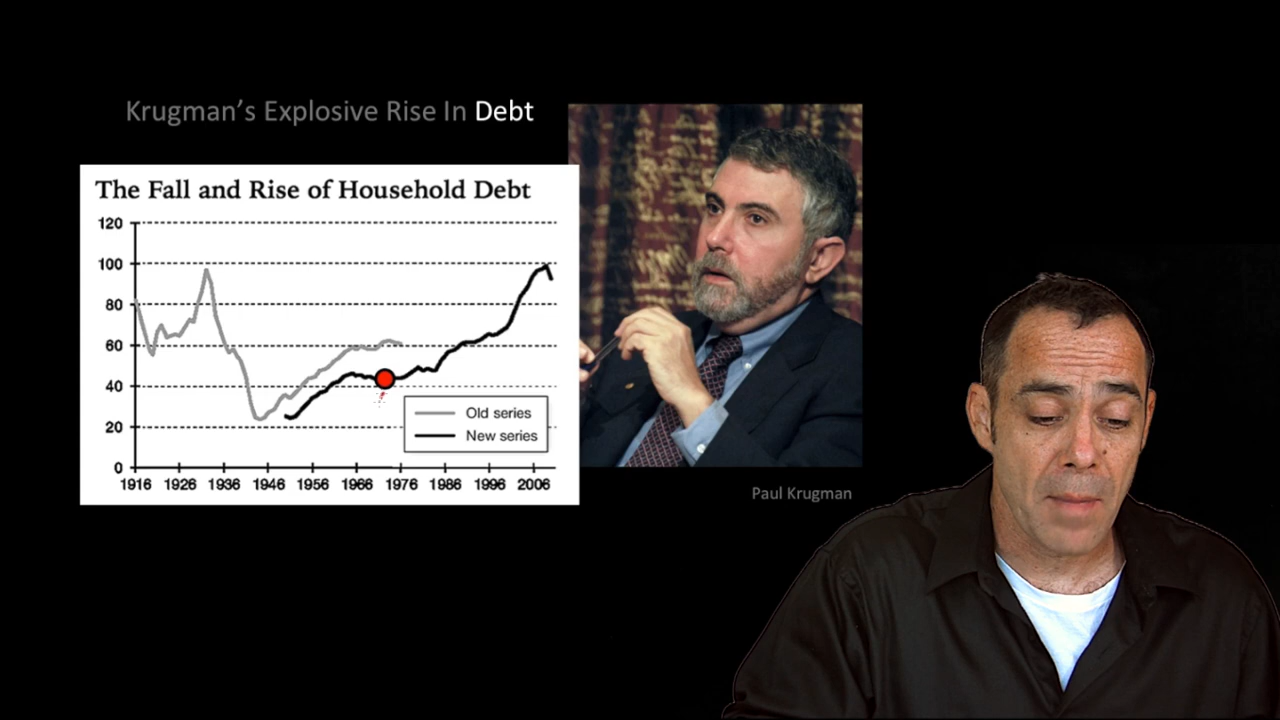 Krugman’s Explosive Rise In Debt
The Fall and Rise of Household Debt
120
100
80
60
40
20
0
1916 1926 1936 1946 1956 1966 1976 1986 1996 2006
Old series
New series
Paul Krugman